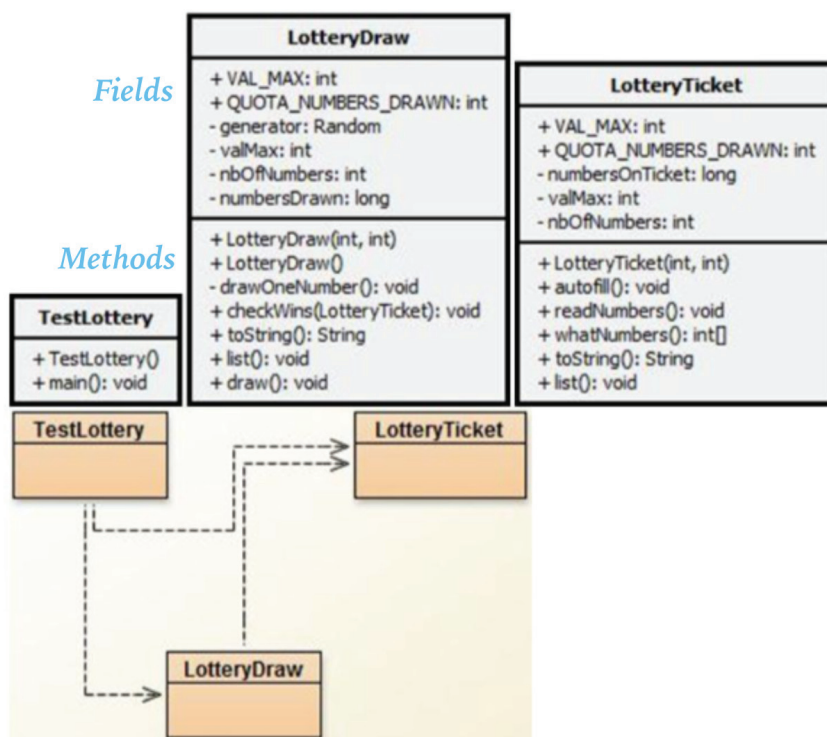 LotteryDraw
Fields
+ VAL_MAX: int
+ QUOTA_NUMBERS_DRAWN: int
- generator: Random
- valMax: int
- nbOfNumbers: int
- numbersDrawn: long
Methods
+ LotteryDraw(int, int)
+ LotteryDraw()
- drawOneNumber(): void
+ checkWins(LotteryTicket): void
+ toString(): String
+ list(): void
+ draw(): void
LotteryTicket
+ VAL_MAX: int
+ QUOTA_NUMBERS_DRAWN: int
- numbersOnTicket: long
- valMax: int
- nbOfNumbers: int
+ LotteryTicket(int, int)
+ autofill(): void
+ readNumbers(): void
+ whatNumbers(): int[]
+ toString(): String
+ list(): void
TestLottery
+ TestLottery()
+ main(): void
TestLottery
LotteryTicket
LotteryDraw